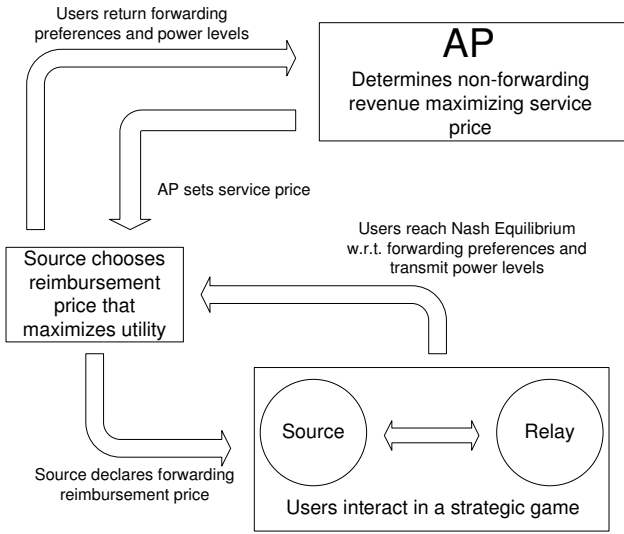 Users return forwarding
preferences and power levels
AP
Determines non-forwarding
revenue maximizing service
price
AP sets service price
Users reach Nash Equilibrium
w.r.t. forwarding preferences and
transmit power levels
Source chooses
reimbursement
price that
maximizes utility
Source
Relay
Source declares forwarding
reimbursement price
Users interact in a strategic game